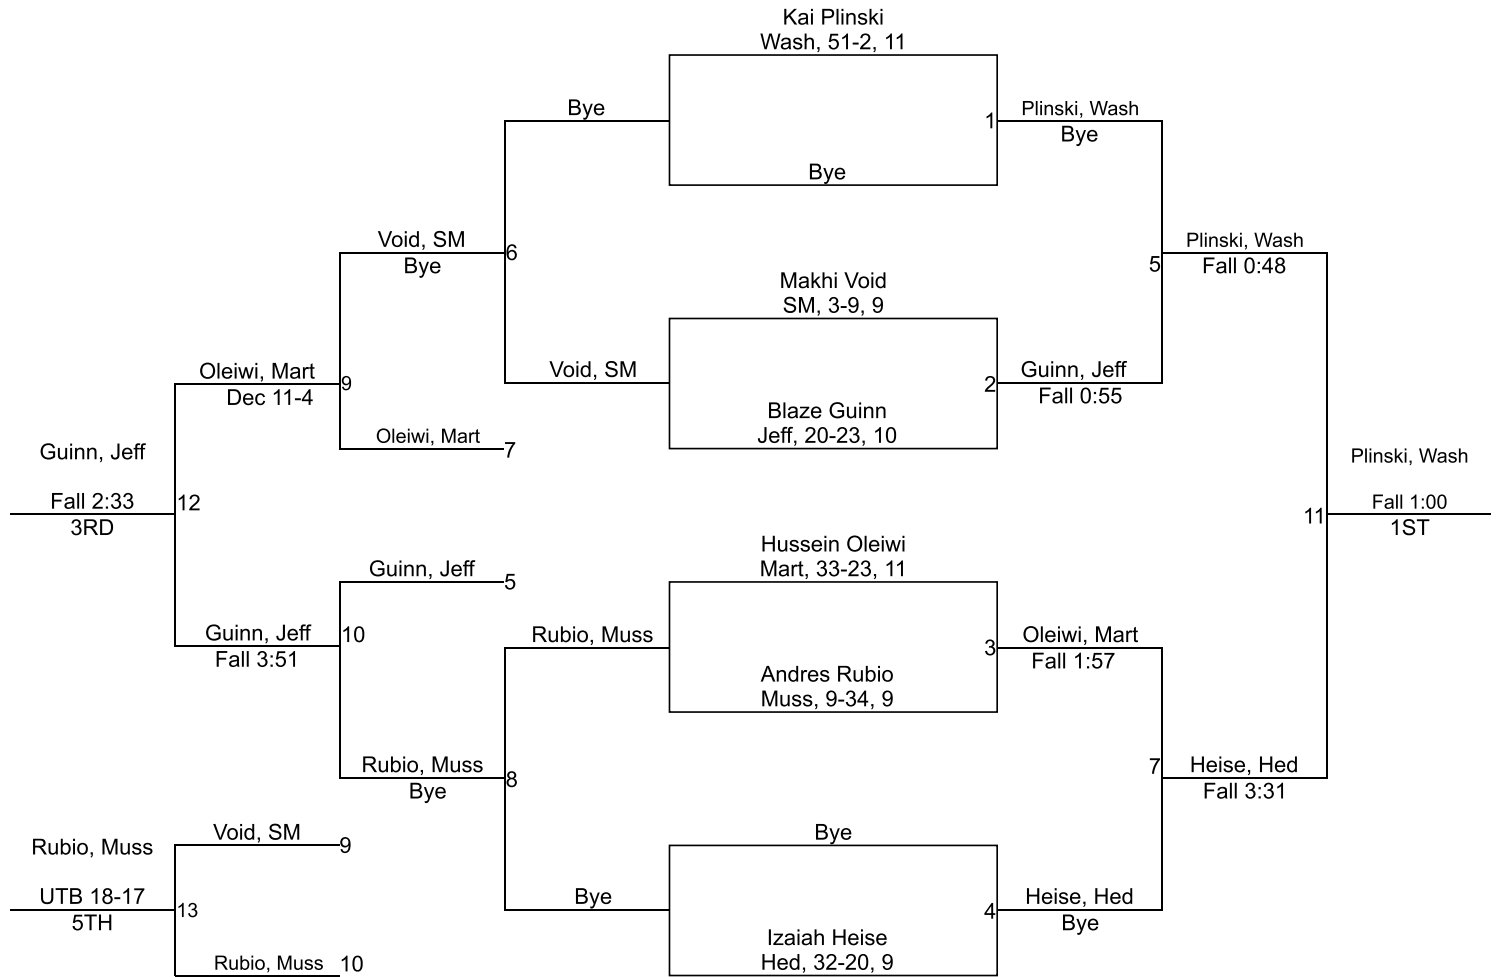 Kai Plinski
Wash, 51-2, 11
Bye
1
Plinski, Wash
Bye
Bye
Void, SM
Bye
6
Plinski, Wash
Fall 0:48
5
Makhi Void
SM, 3-9, 9
Void, SM
2
Guinn, Jeff
Fall 0:55
Oleiwi, Mart
Dec 11-4
9
Blaze Guinn
Jeff, 20-23, 10
Oleiwi, Mart
7
Guinn, Jeff
Fall 2:33
3RD
12
Plinski, Wash
Fall 1:00
1ST
11
Hussein Oleiwi
Mart, 33-23, 11
Guinn, Jeff
5
Guinn, Jeff
Fall 3:51
10
Rubio, Muss
3
Oleiwi, Mart
Fall 1:57
Andres Rubio
Muss, 9-34, 9
Rubio, Muss
Bye
8
7
Heise, Hed
Fall 3:31
Void, SM
9
Bye
Rubio, Muss
UTB 18-17
5TH
13
Bye
4
Heise, Hed
Bye
Izaiah Heise
Hed, 32-20, 9
Rubio, Muss
10